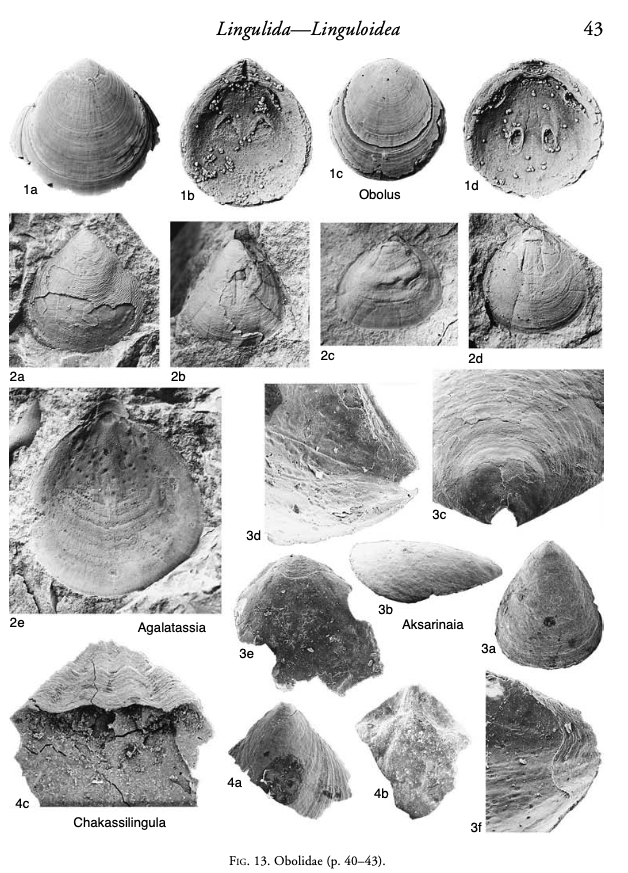 Lingulida—Linguloidea 43
1a
1b
1c
Obolus
1d
2a
2b
2c
2d
2e
Agalatassia
3d
3c
3b
Aksarinaia
3a
3e
4c
Chakassilingula
4a
4b
3f
FIG. 13. Obolidae (p. 40–43).